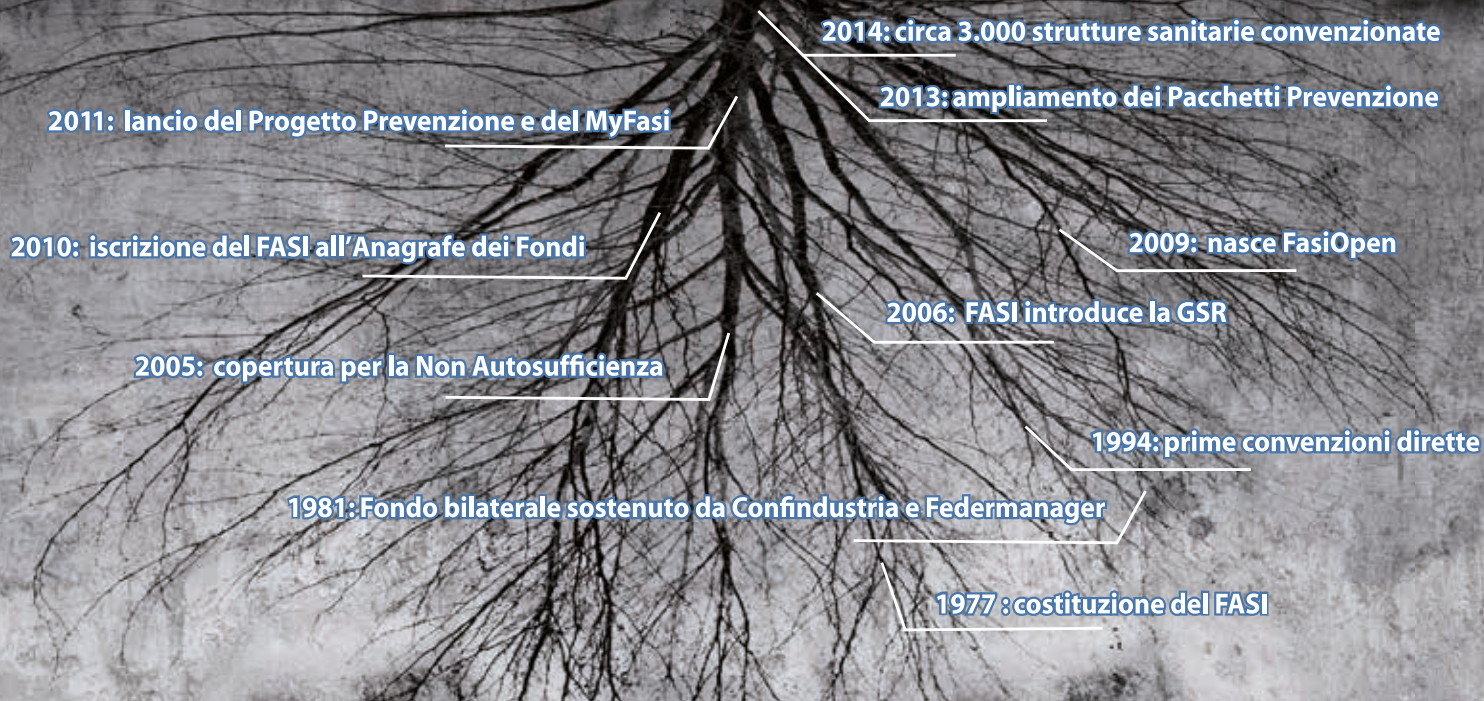 2014: circa 3.000 strutture sanitarie convenzionate
2013: ampliamento dei Pacchetti Prevenzione
2011: lancio del Progetto Prevenzione e del MyFasi
2010: iscrizione del FASI all’Anagrafe dei Fondi
2009: nasce FasiOpen
2006: FASI introduce la GSR
2005: copertura per la Non Autosufficienza
1994: prime convenzioni dirette
1981: Fondo bilaterale sostenuto da Confindustria e Federmanager
1977 : costituzione del FASI